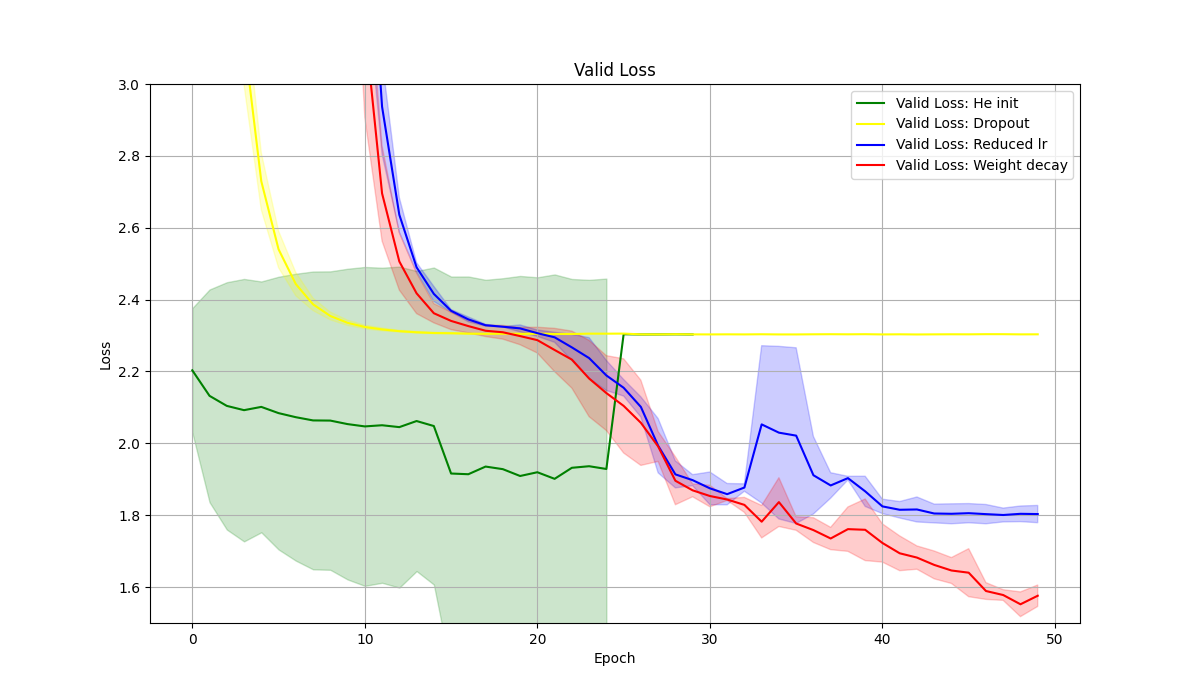 Valid Loss
3.0
2.8
2.6
2.4
2.2
2.0
1.8
1.6
Loss
0
10
20
30
40
50
Epoch
Valid Loss: He init
Valid Loss: Dropout
Valid Loss: Reduced lr
Valid Loss: Weight decay